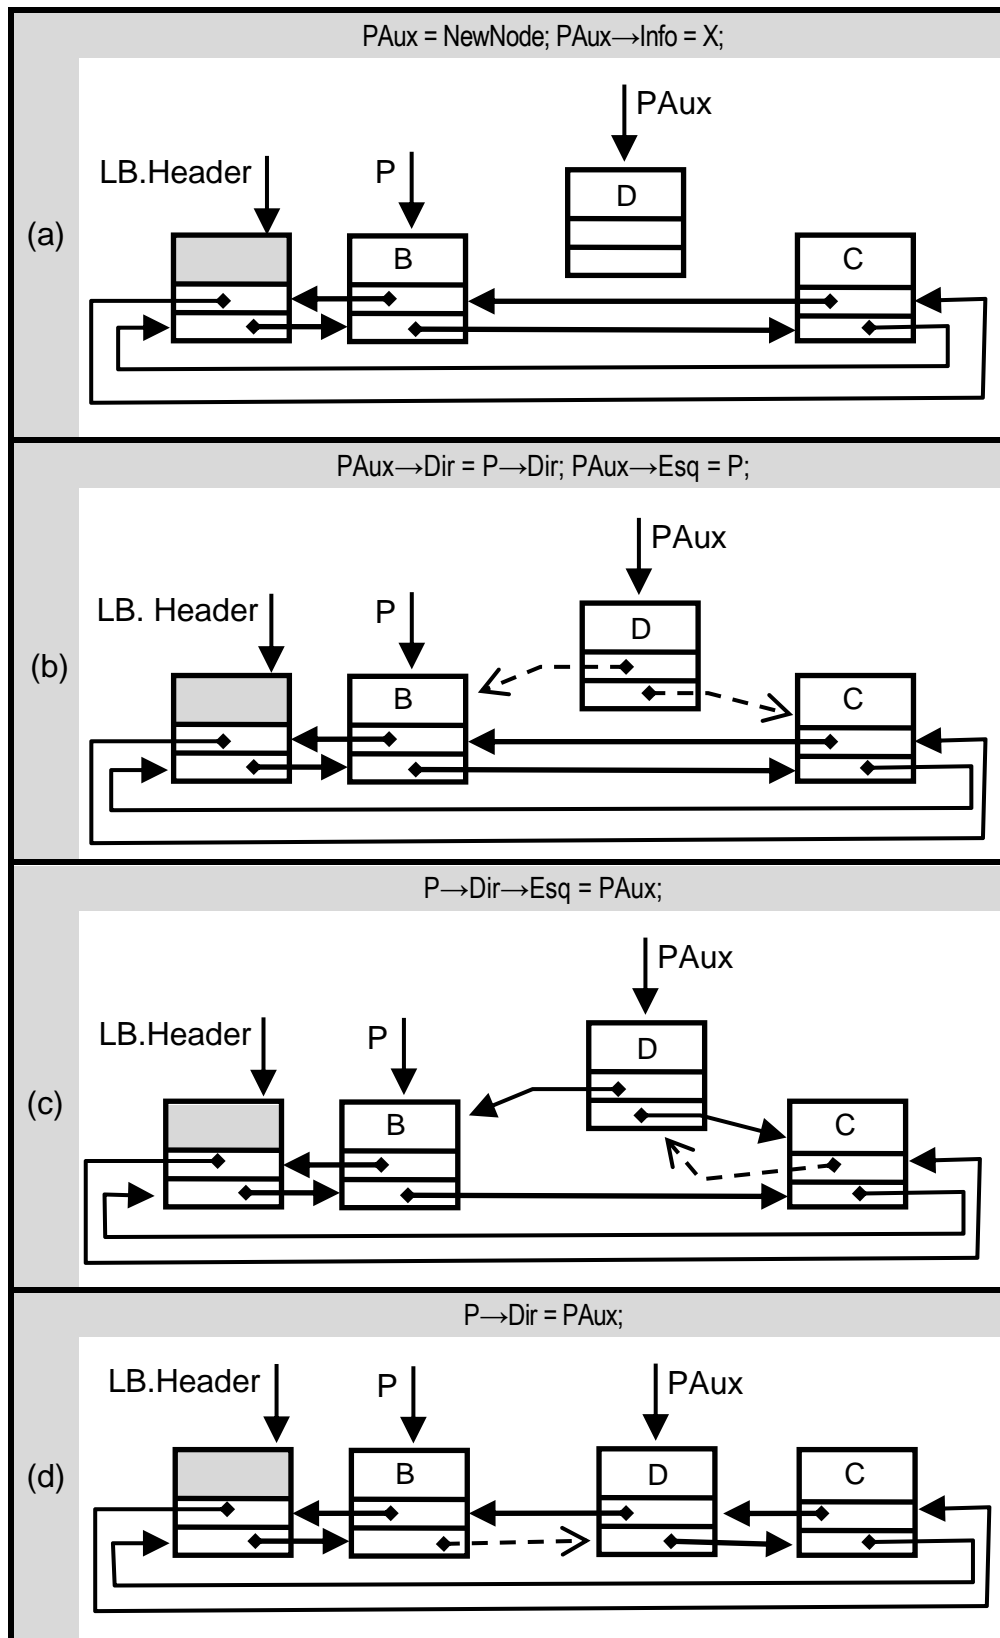 PAux = NewNode; PAux→Info = X;
PAux
LB.Header
P
D
(a)
B
C
PAux→Dir = P→Dir; PAux→Esq = P;
PAux
LB. Header
P
D
(b)
B
C
P→Dir→Esq = PAux;
PAux
LB.Header
P
D
(c)
B
C
P→Dir = PAux;
LB.Header
P
PAux
(d)
B
D
C